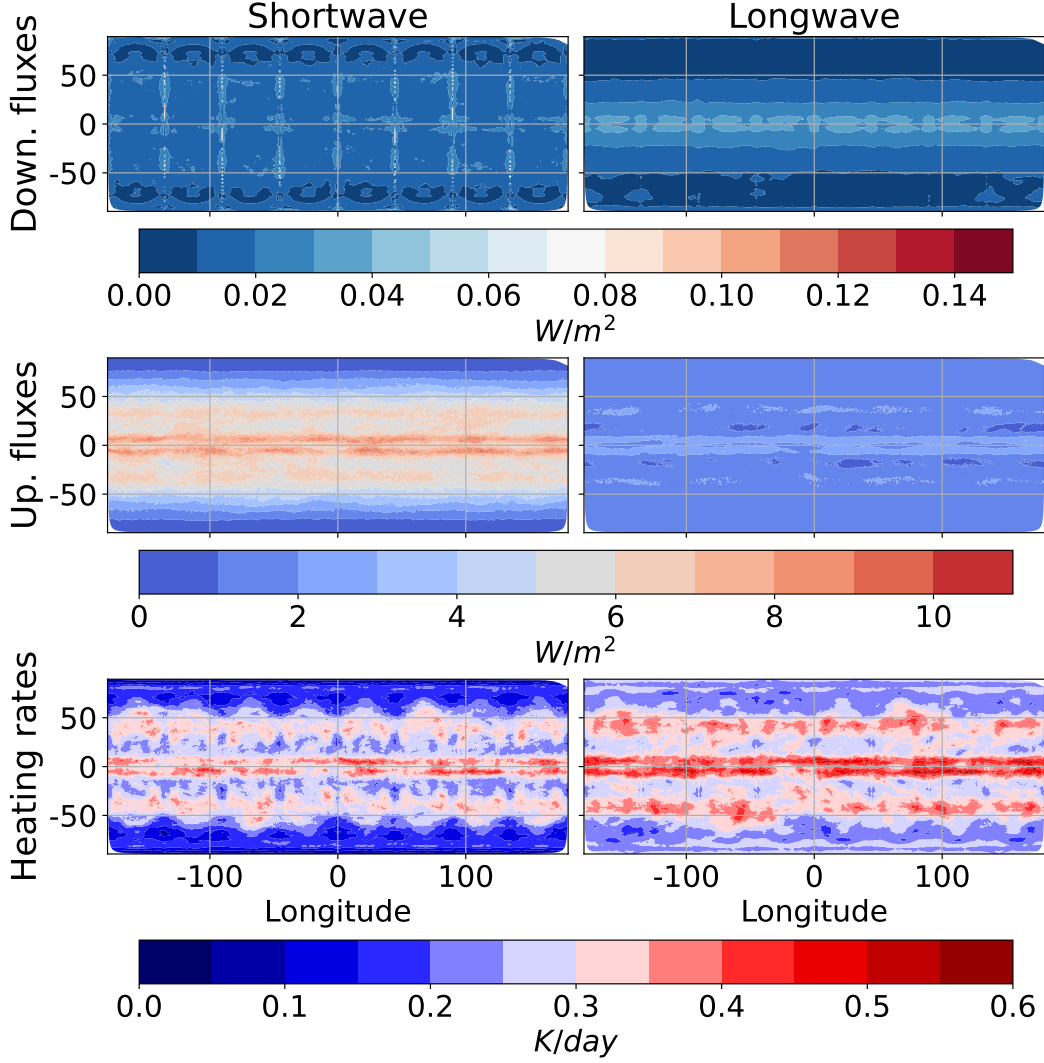 Shortwave Longwave
Down. fluxes
50
0
-50
0.00 0.02 0.04 0.06 0.08 0.10 0.12 0.14
W/m²
Up. fluxes
50
0
-50
0 2 4 6 8 10
W/m²
Heating rates
50
0
-50
-100 0 100 -100 0 100
Longitude Longitude
0.0 0.1 0.2 0.3 0.4 0.5 0.6
K/day